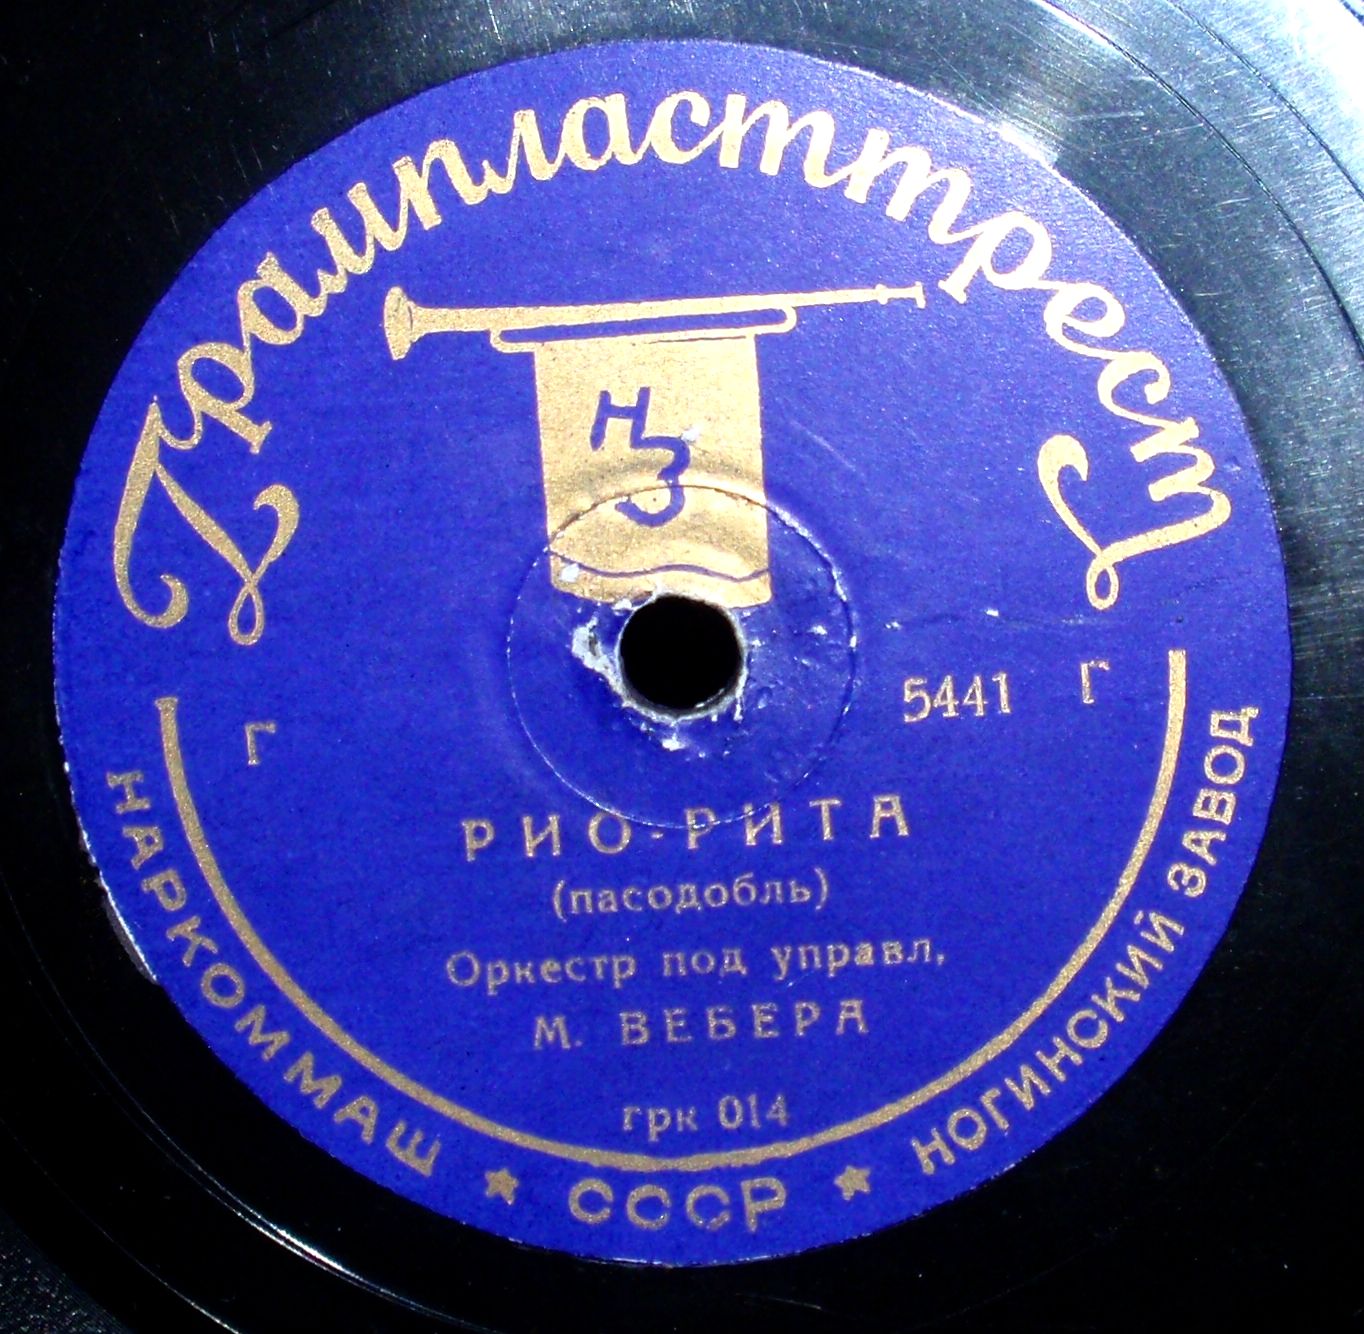 Грампласттрест
НЗ
5441
Г
Г
РИО-РИТА
(пасодобль)
Оркестр под управл.
М. ВЕБЕРА
грк 014
НАРКОММАШ ★ СССР ★ НОГИНСКИЙ ЗАВОД